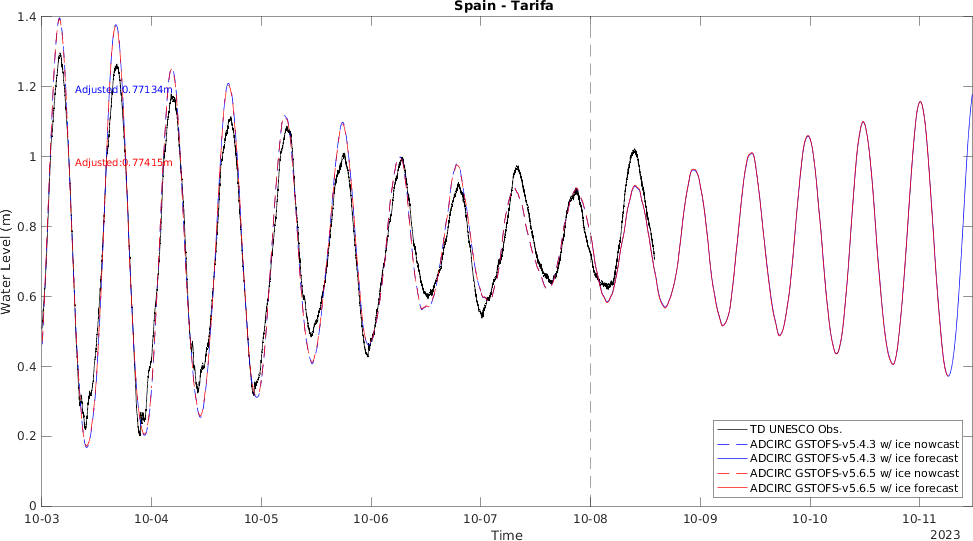 Spain - Tarifa
1.4
1.2
1
0.8
0.6
0.4
0.2
0
Water Level (m)
Adjusted:0.77134m
Adjusted:0.77415m
TD UNESCO Obs.
ADCIRC GSTOFS-v5.4.3 w/ ice nowcast
ADCIRC GSTOFS-v5.4.3 w/ ice forecast
ADCIRC GSTOFS-v5.6.5 w/ ice nowcast
ADCIRC GSTOFS-v5.6.5 w/ ice forecast
10-03 10-04 10-05 10-06 10-07 10-08 10-09 10-10 10-11
Time
2023